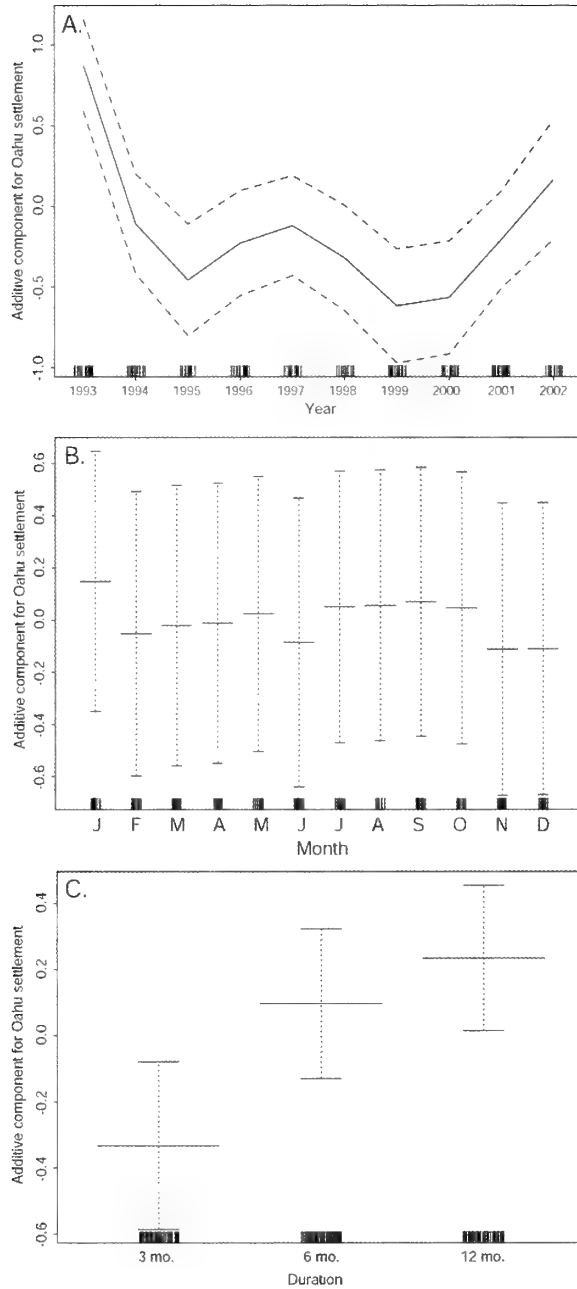 A.
Additive component for Oahu settlement
1.0
0.5
0.0
-0.5
-1.0
1993 1994 1995 1996 1997 1998 1999 2000 2001 2002
Year
B.
Additive component for Oahu settlement
0.6
0.4
0.2
0.0
-0.2
-0.4
-0.6
J F M A M J J A S O N D
Month
C.
Additive component for Oahu settlement
0.4
0.2
0.0
-0.2
-0.4
-0.6
3 mo. 6 mo. 12 mo.
Duration